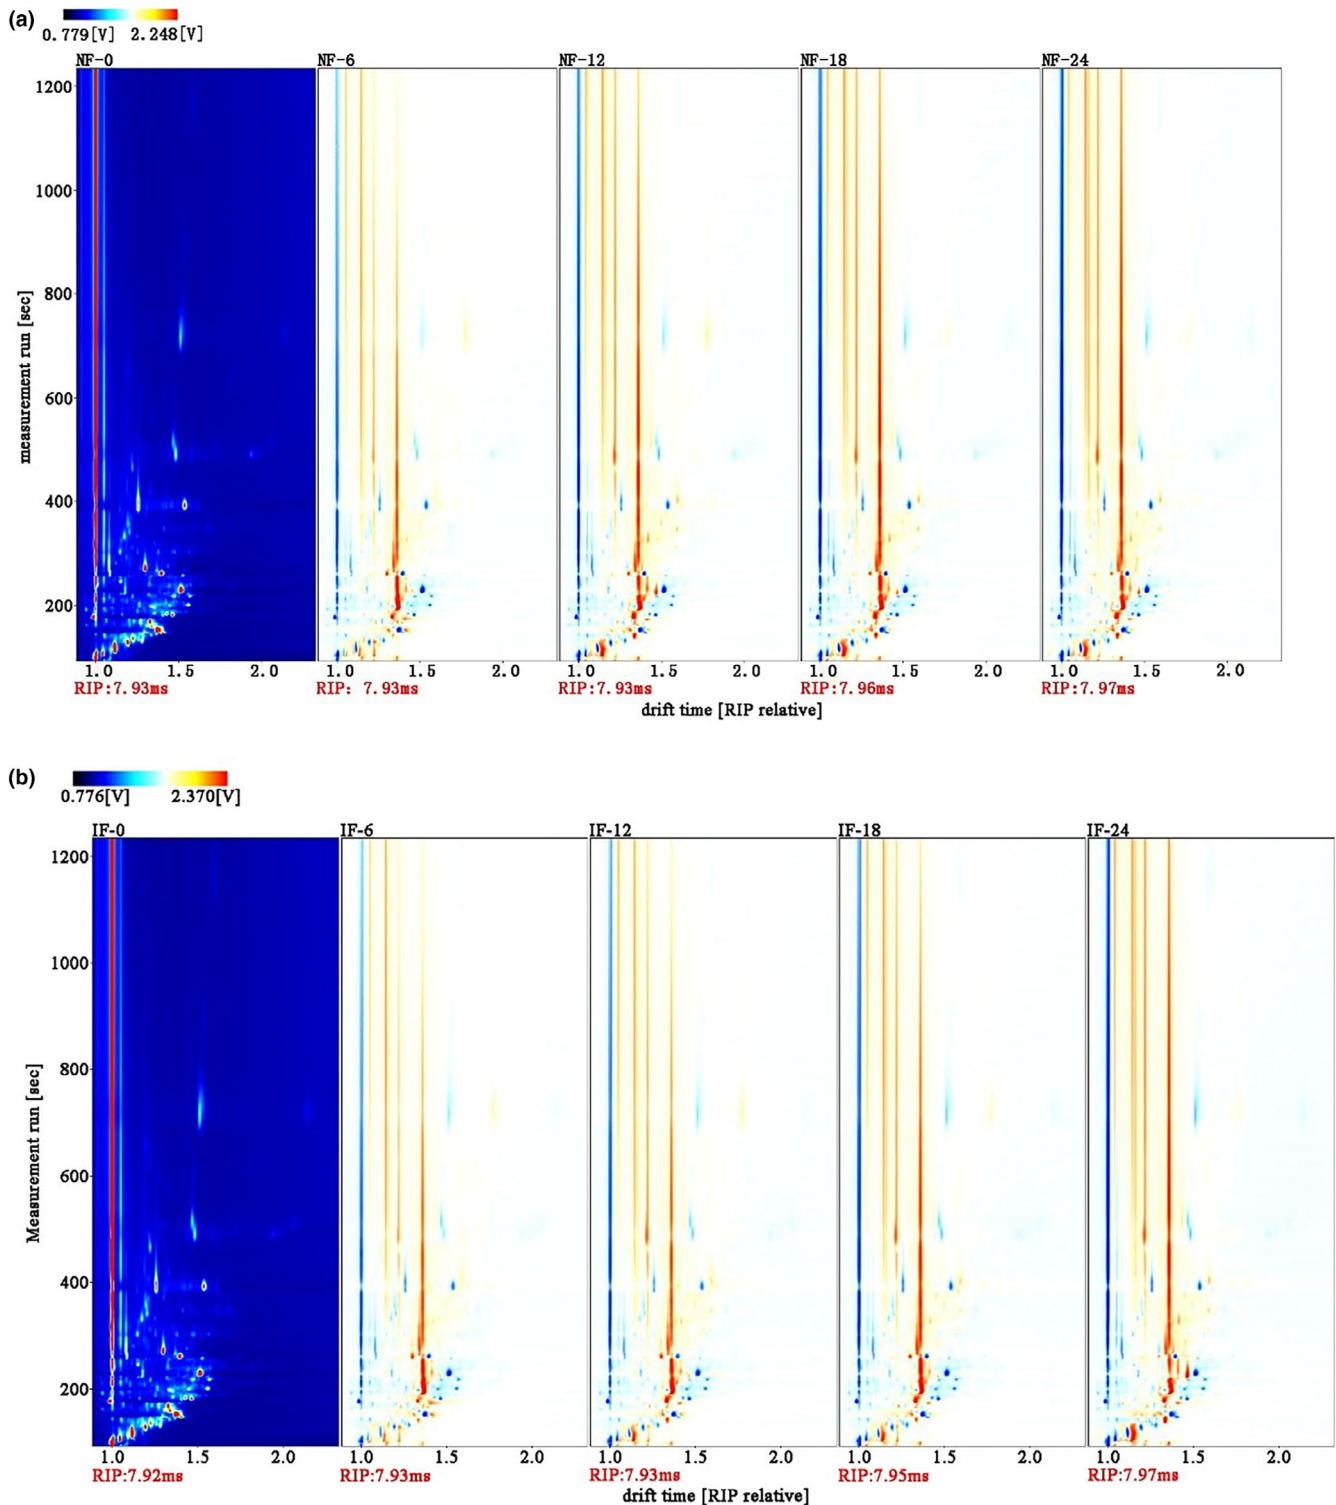 (a)
0.779[V] 2.248[V]
NF-0 NF-6 NF-12 NF-18 NF-24
1200
1000
800
600
400
200
measurement run [sec]
1.0 1.5 2.0 1.0 1.5 2.0 1.0 1.5 2.0 1.0 1.5 2.0 1.0 1.5 2.0
RIP:7.93ms RIP: 7.93ms RIP:7.93ms RIP:7.96ms RIP:7.97ms
drift time [RIP relative]
(b)
0.776[V] 2.370[V]
IF-0 IF-6 IF-12 IF-18 IF-24
1200
1000
800
600
400
200
Measurement run [sec]
1.0 1.5 2.0 1.0 1.5 2.0 1.0 1.5 2.0 1.0 1.5 2.0 1.0 1.5 2.0
RIP:7.92ms RIP:7.93ms RIP:7.93ms RIP:7.95ms RIP:7.97ms
drift time [RIP relative]